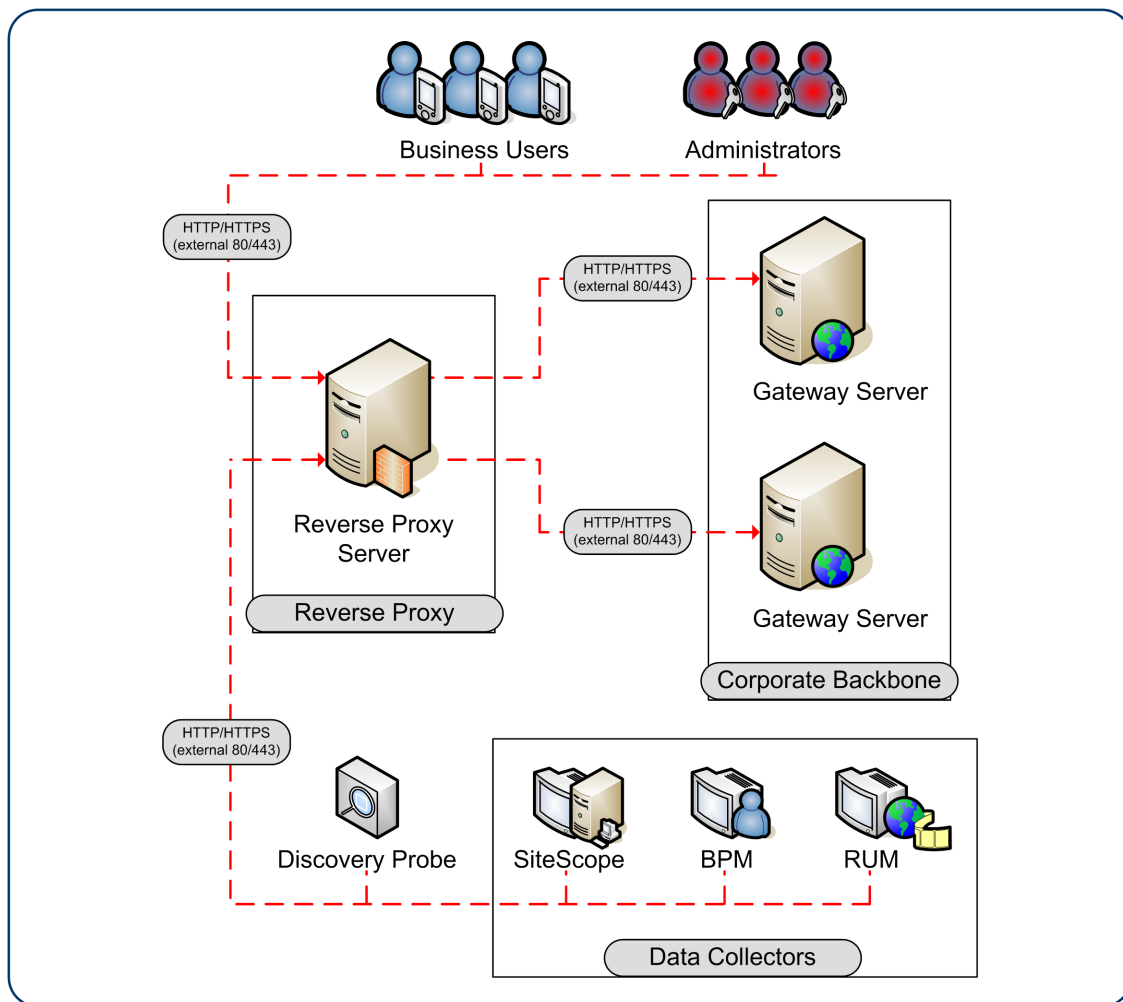 Business Users
Administrators
HTTP/HTTPS
(external 80/443)
HTTP/HTTPS
(external 80/443)
Gateway Server
Reverse Proxy
Server
HTTP/HTTPS
(external 80/443)
Reverse Proxy
Gateway Server
Corporate Backbone
HTTP/HTTPS
(external 80/443)
Discovery Probe
SiteScope
BPM
RUM
Data Collectors